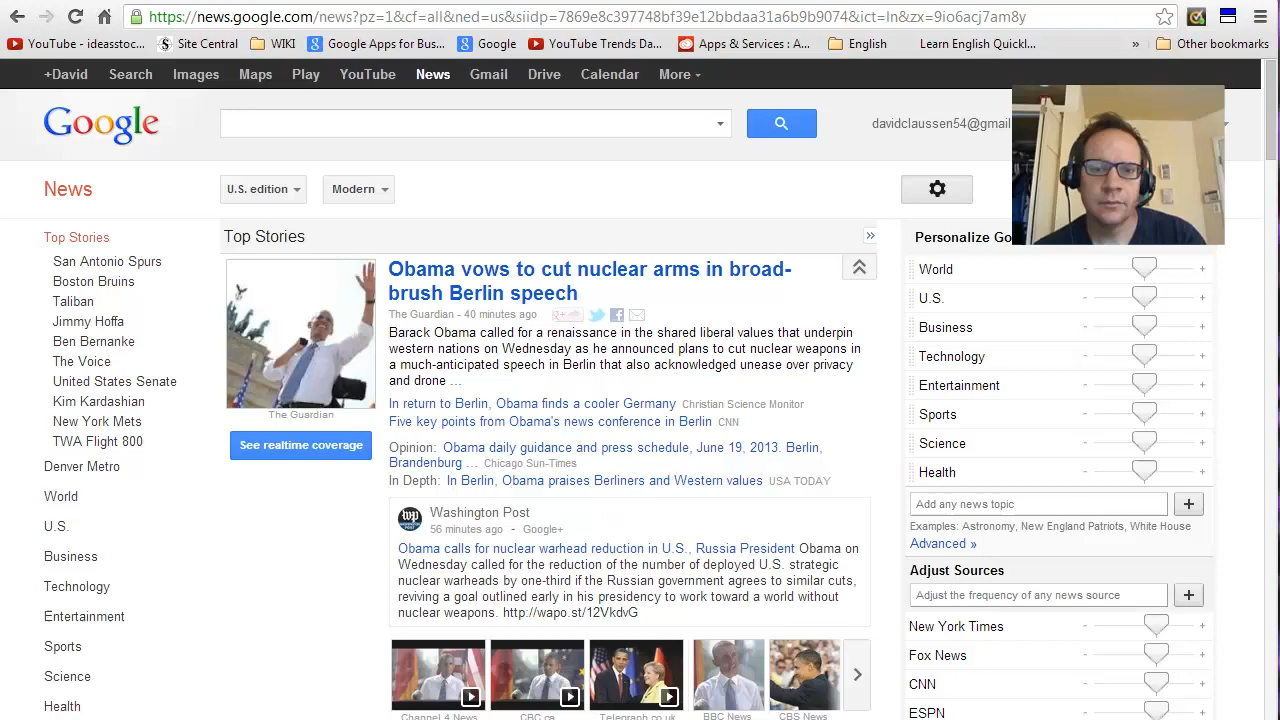 https://news.google.com/news?pz=1&cf=all&ned=us&siidp=7869e8c397748bf39e12bbdaa31a6b9b9074&ict=ln&zx=9ioqacj7am8y
YouTube - ideasstoc...
Site Central
WIKI
Google Apps for Bus...
Google
YouTube Trends Da...
Apps & Services : A...
English
Learn English Quickl...
»
Other bookmarks
+David
Search
Images
Maps
Play
YouTube
News
Gmail
Drive
Calendar
More
Google
davidclaussen54@gmail
News
U.S. edition
Modern
Top Stories
San Antonio Spurs
Boston Bruins
Taliban
Jimmy Hoffa
Ben Bernanke
The Voice
United States Senate
Kim Kardashian
New York Mets
TWA Flight 800
Denver Metro
World
U.S.
Business
Technology
Entertainment
Sports
Science
Health
Top Stories
»
The Guardian
See realtime coverage
Obama vows to cut nuclear arms in broad-
brush Berlin speech
The Guardian - 40 minutes ago
Barack Obama called for a renaissance in the shared liberal values that underpin
western nations on Wednesday as he announced plans to cut nuclear weapons in
a much-anticipated speech in Berlin that also acknowledged unease over privacy
and drone ...
In return to Berlin, Obama finds a cooler Germany Christian Science Monitor
Five key points from Obama's news conference in Berlin CNN
Opinion: Obama daily guidance and press schedule, June 19, 2013. Berlin,
Brandenburg ... Chicago Sun-Times
In Depth: In Berlin, Obama praises Berliners and Western values USA TODAY
Washington Post
56 minutes ago - Google+
Obama calls for nuclear warhead reduction in U.S., Russia President Obama on
Wednesday called for the reduction of the number of deployed U.S. strategic
nuclear warheads by one-third if the Russian government agrees to similar cuts,
reviving a goal outlined early in his presidency to work toward a world without
nuclear weapons. http://wapo.st/12VkdvG
Channel 4 News
CBC.ca
Telegraph.co.uk
BBC News
CBS News
Personalize Go
World - +
U.S. - +
Business - +
Technology - +
Entertainment - +
Sports - +
Science - +
Health - +
Add any news topic +
Examples: Astronomy, New England Patriots, White House
Advanced »
Adjust Sources
Adjust the frequency of any news source +
New York Times - +
Fox News - +
CNN - +
ESPN - +